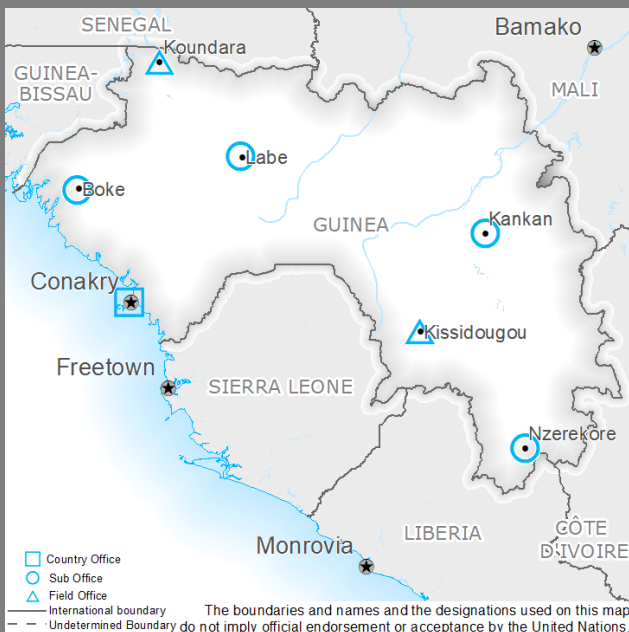 SENEGAL
Bamako
Koundara
GUINEA-
BISSAU
MALI
Labe
Boke
Kankan
GUINEA
Conakry
Kissidougou
Freetown
SIERRA LEONE
Nzerekore
CÔTE
D'IVOIRE
LIBERIA
Monrovia
Country Office
Sub Office
Field Office
International boundary
Undetermined Boundary
The boundaries and names and the designations used on this map
do not imply official endorsement or acceptance by the United Nations.